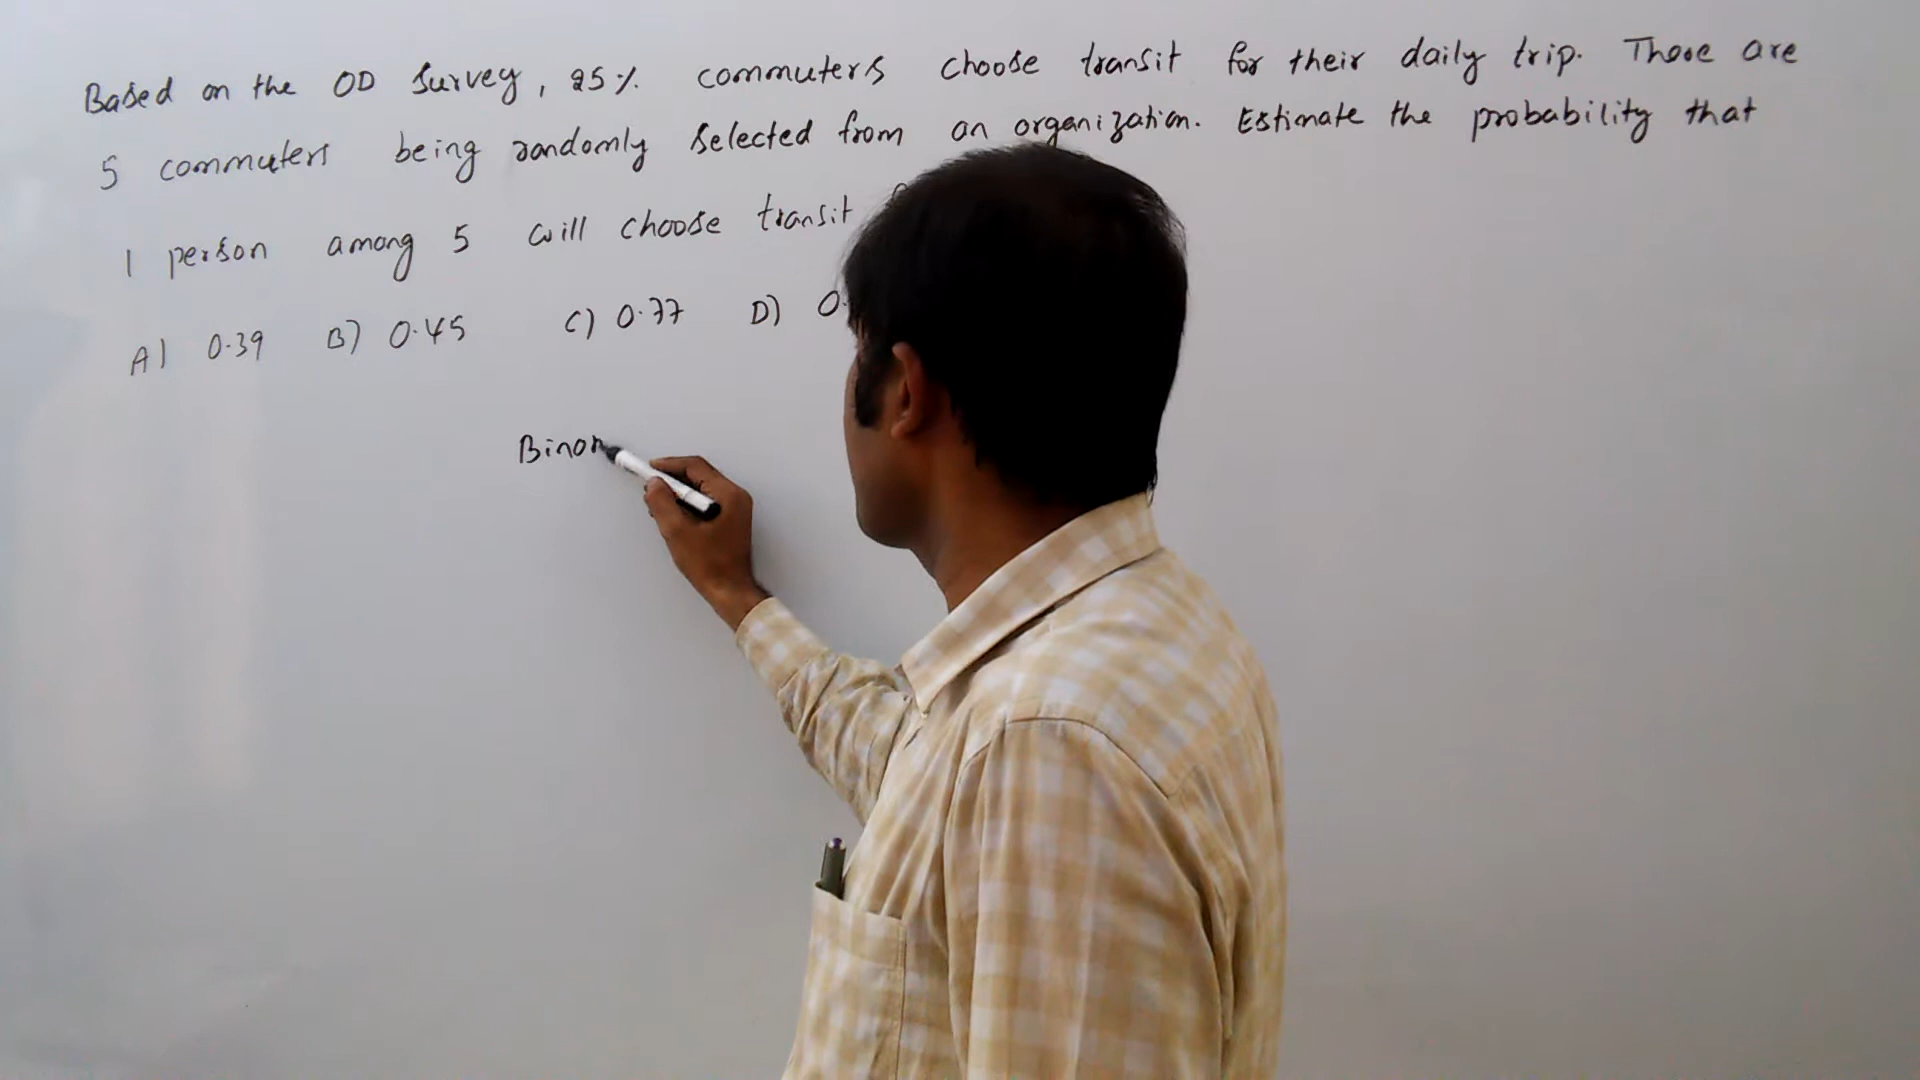 Based on the OD Survey, 25% commuters choose transit for their daily trip. There are
5 commuters being randomly selected from an organization. Estimate the probability that
1 person among 5 will choose transit
A) 0.39 B) 0.45 C) 0.77 D) 0.
Binom